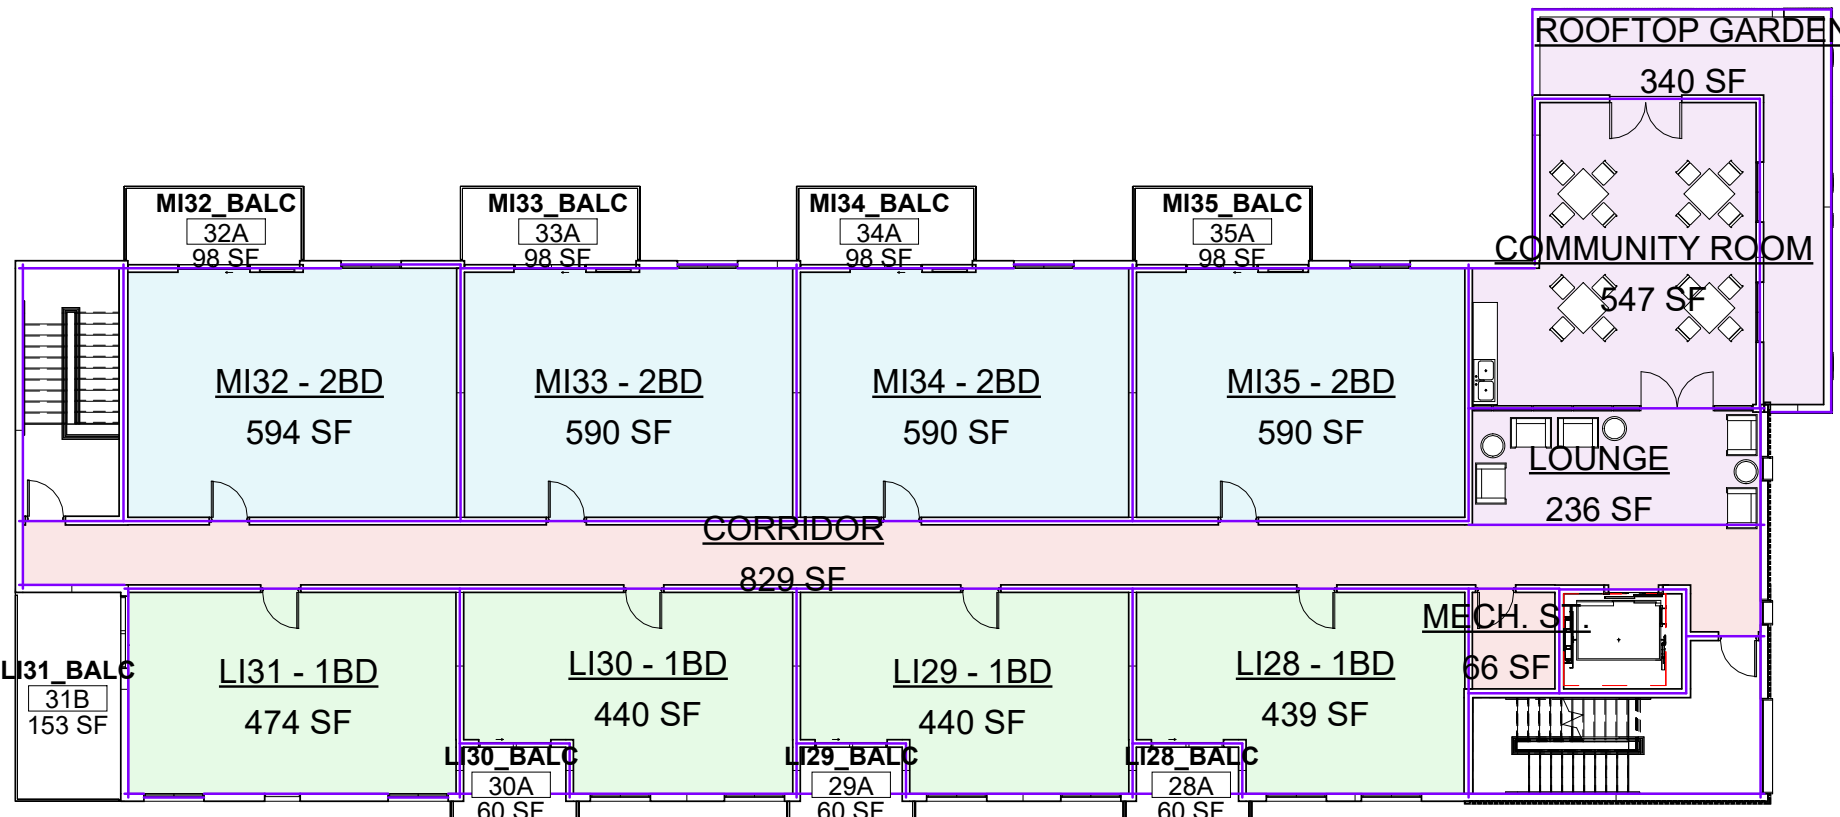 ROOFTOP GARDEN
340 SF
MI32_BALC
32A
98 SF
MI33_BALC
33A
98 SF
MI34_BALC
34A
98 SF
MI35_BALC
35A
98 SF
COMMUNITY ROOM
547 SF
MI32 - 2BD
594 SF
MI33 - 2BD
590 SF
MI34 - 2BD
590 SF
MI35 - 2BD
590 SF
LOUNGE
236 SF
CORRIDOR
829 SF
MECH. ST.
66 SF
LI31_BALC
31B
153 SF
LI31 - 1BD
474 SF
LI30 - 1BD
440 SF
LI29 - 1BD
440 SF
LI28 - 1BD
439 SF
LI30_BALC
30A
60 SF
LI29_BALC
29A
60 SF
LI28_BALC
28A
60 SF